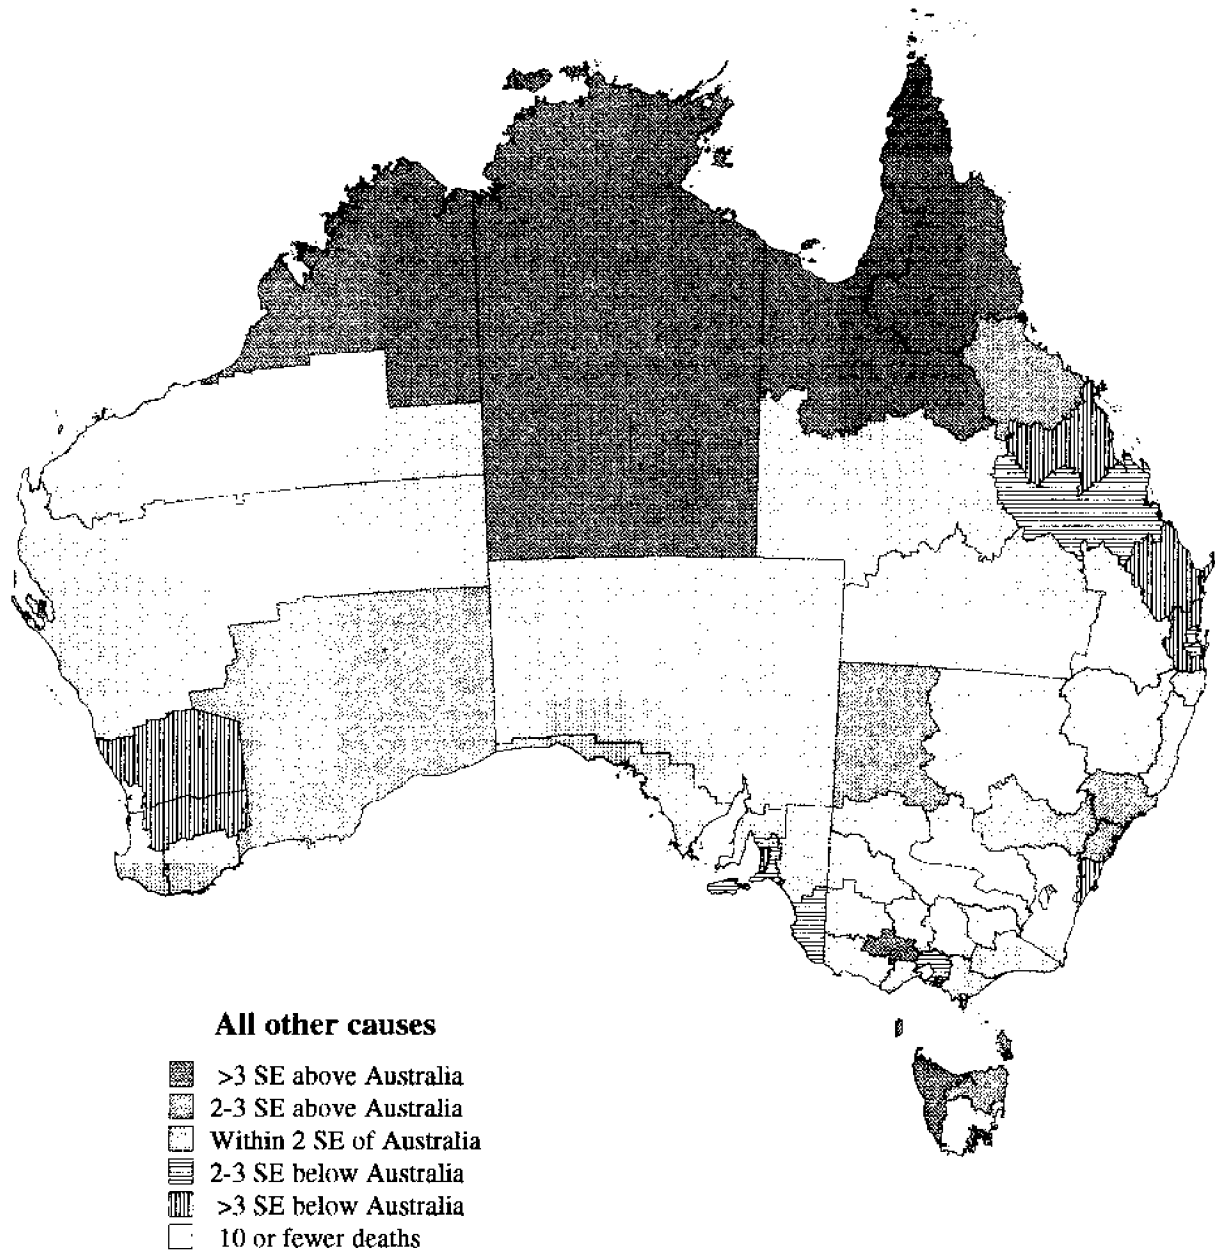 All other causes
>3 SE above Australia
2-3 SE above Australia
Within 2 SE of Australia
2-3 SE below Australia
>3 SE below Australia
10 or fewer deaths